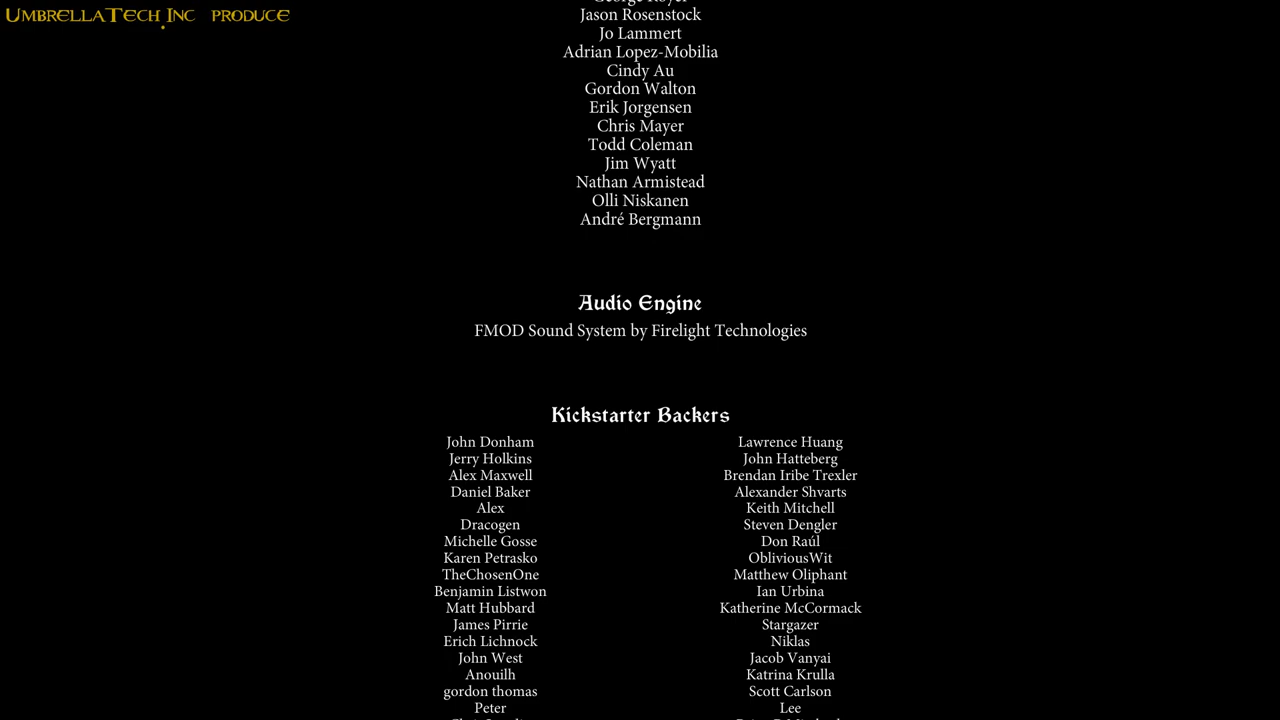 UmbrellaTech.Inc produce
George Royer
Jason Rosenstock
Jo Lammert
Adrian Lopez-Mobilia
Cindy Au
Gordon Walton
Erik Jorgensen
Chris Mayer
Todd Coleman
Jim Wyatt
Nathan Armistead
Olli Niskanen
André Bergmann
Audio Engine
FMOD Sound System by Firelight Technologies
Kickstarter Backers
John Donham
Jerry Holkins
Alex Maxwell
Daniel Baker
Alex
Dracogen
Michelle Gosse
Karen Petrasko
TheChosenOne
Benjamin Listwon
Matt Hubbard
James Pirrie
Erich Lichnock
John West
Anouilh
gordon thomas
Peter
Lawrence Huang
John Hatteberg
Brendan Iribe Trexler
Alexander Shvarts
Keith Mitchell
Steven Dengler
Don Raúl
ObliviousWit
Matthew Oliphant
Ian Urbina
Katherine McCormack
Stargazer
Niklas
Jacob Vanyai
Katrina Krulla
Scott Carlson
Lee